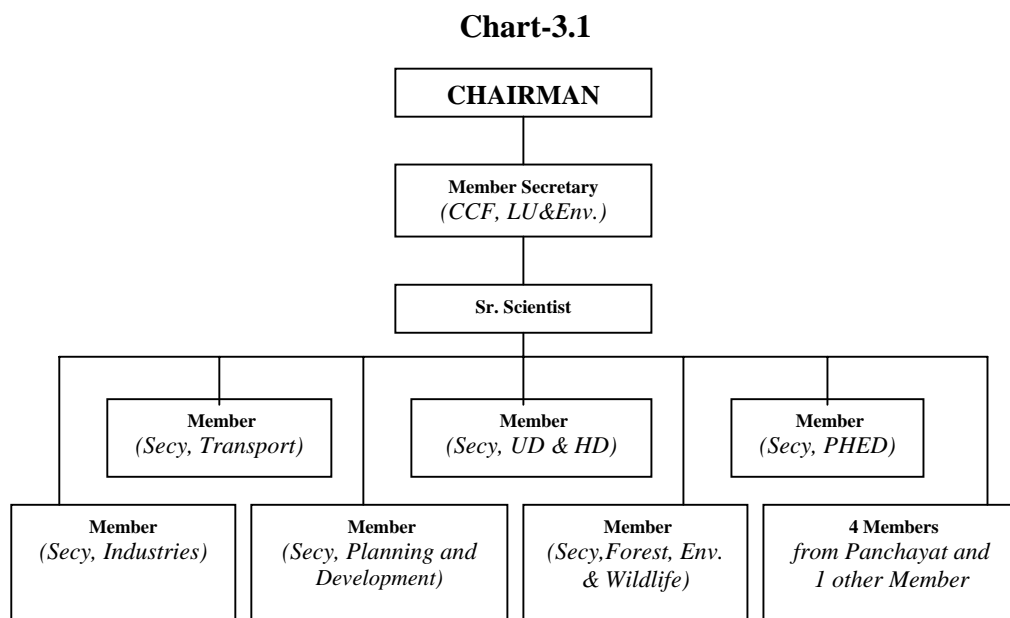 Chart-3.1
CHAIRMAN
Member Secretary
(CCF, LU&Env.)
Sr. Scientist
Member
(Secy, Transport)
Member
(Secy, UD & HD)
Member
(Secy, PHED)
Member
(Secy, Industries)
Member
(Secy, Planning and
Development)
Member
(Secy,Forest, Env.
& Wildlife)
4 Members
from Panchayat and
1 other Member